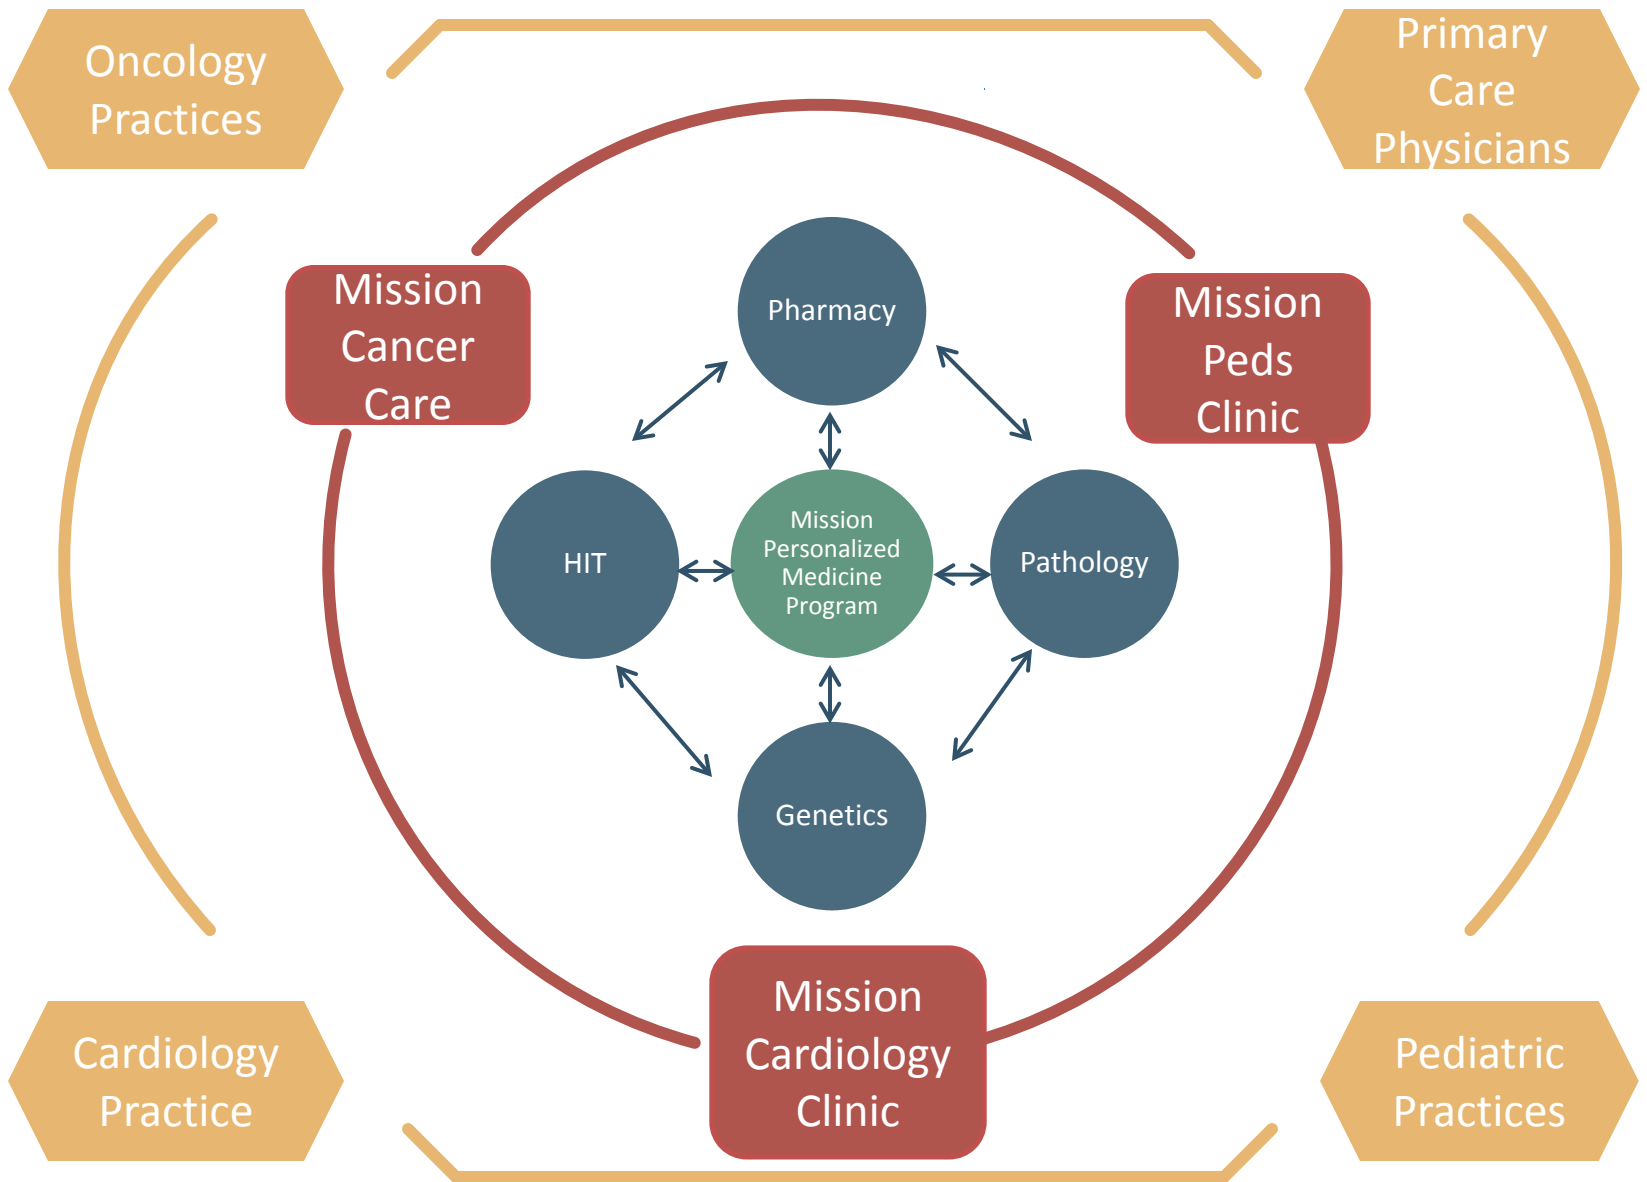 Oncology
Practices
Primary
Care
Physicians
Mission
Cancer
Care
Pharmacy
Mission
Peds
Clinic
HIT
Mission
Personalized
Medicine
Program
Pathology
Genetics
Cardiology
Practice
Mission
Cardiology
Clinic
Pediatric
Practices